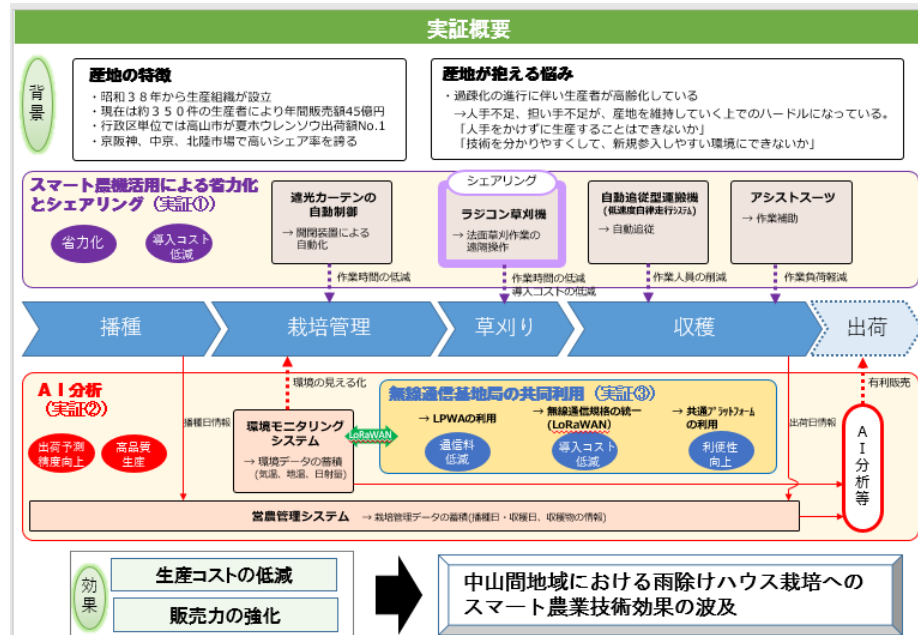 実証概要
背景
産地の特徴
・昭和38年から生産組織が設立
・現在は約350件の生産者により年間販売額45億円
・行政区単位では高山市が夏ホウレンソウ出荷額No.1
・京阪神、中京、北陸市場で高いシェア率を誇る
産地が抱える悩み
・過疎化の進行に伴い生産者が高齢化している
→人手不足、担い手不足が、産地を維持していく上でのハードルになっている。
「人手をかけずに生産することはできないか」
「技術を分かりやすくして、新規参入しやすい環境にできないか」
スマート農機活用による省力化
とシェアリング（実証①）
省力化
導入コスト
低減
遮光カーテンの
自動制御
→ 開閉装置による
自動化
シェアリング
ラジコン草刈機
→ 法面草刈作業の
遠隔操作
自動追従型運搬機
(低速度自律走行システム)
→ 自動追従
アシストスーツ
→ 作業補助
作業時間の低減
作業時間の低減
導入コストの低減
作業人員の削減
作業負荷軽減
播種
栽培管理
草刈り
収穫
出荷
AI分析
（実証②）
出荷予測
精度向上
高品質
生産
播種日情報
環境の見える化
環境モニタリング
システム
→ 環境データの蓄積
(気温、地温、日射量)
LoRaWAN
無線通信基地局の共同利用（実証③）
→ LPWAの利用
通信料
低減
→ 無線通信規格の統一
(LoRaWAN)
導入コスト
低減
→ 共通プラットフォーム
の利用
利便性
向上
出荷日情報
有利販売
AI分析等
営農管理システム → 栽培管理データの蓄積(播種日・収穫日、収穫物の情報)
効果
生産コストの低減
販売力の強化
中山間地域における雨除けハウス栽培への
スマート農業技術効果の波及